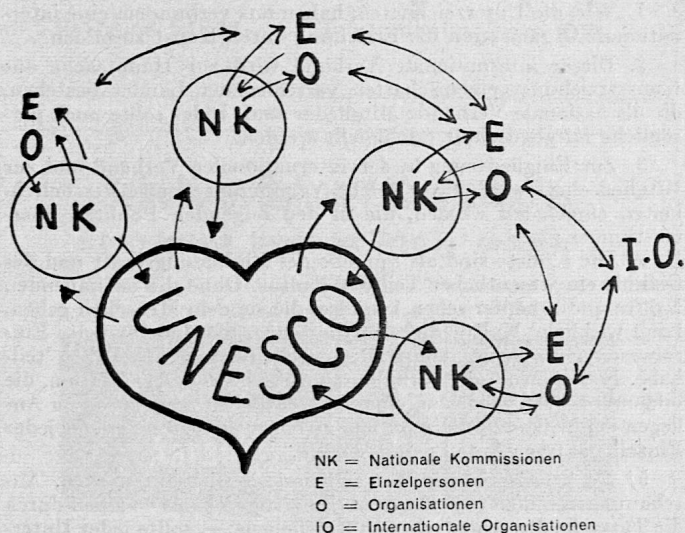 E
O
NK
E
O
NK
E
O
NK
I.O.
UNESCO
E
O
NK
NK = Nationale Kommissionen
E = Einzelpersonen
O = Organisationen
IO = Internationale Organisationen